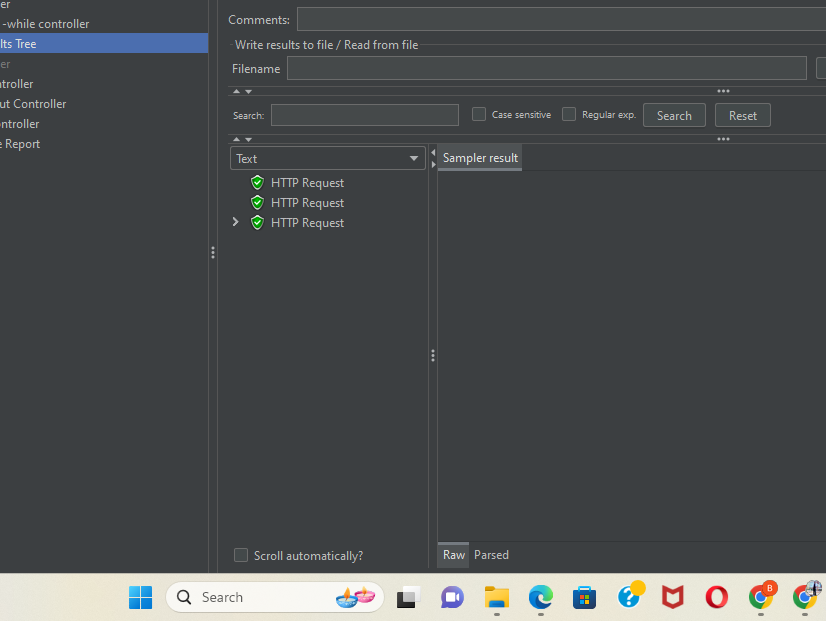 er
-while controller
lts Tree
er
ntroller
ut Controller
ontroller
e Report
Comments:
Write results to file / Read from file
Filename
Search:
Case sensitive
Regular exp.
Search
Reset
Text
Sampler result
HTTP Request
HTTP Request
HTTP Request
Scroll automatically?
Raw
Parsed
Search
B